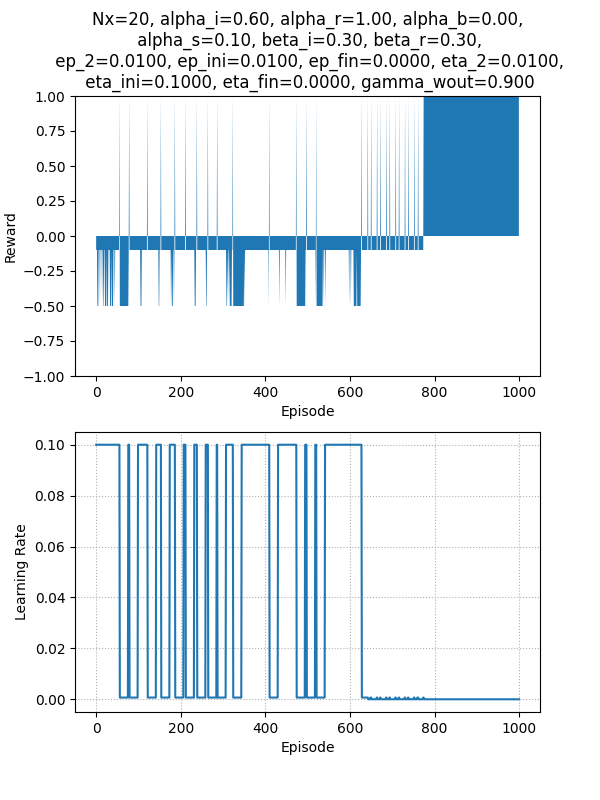 Nx=20, alpha_i=0.60, alpha_r=1.00, alpha_b=0.00,
alpha_s=0.10, beta_i=0.30, beta_r=0.30,
ep_2=0.0100, ep_ini=0.0100, ep_fin=0.0000, eta_2=0.0100,
eta_ini=0.1000, eta_fin=0.0000, gamma_wout=0.900
1.00
0.75
0.50
0.25
0.00
−0.25
−0.50
−0.75
−1.00
Reward
0 200 400 600 800 1000
Episode
0.10
0.08
0.06
0.04
0.02
0.00
Learning Rate
0 200 400 600 800 1000
Episode